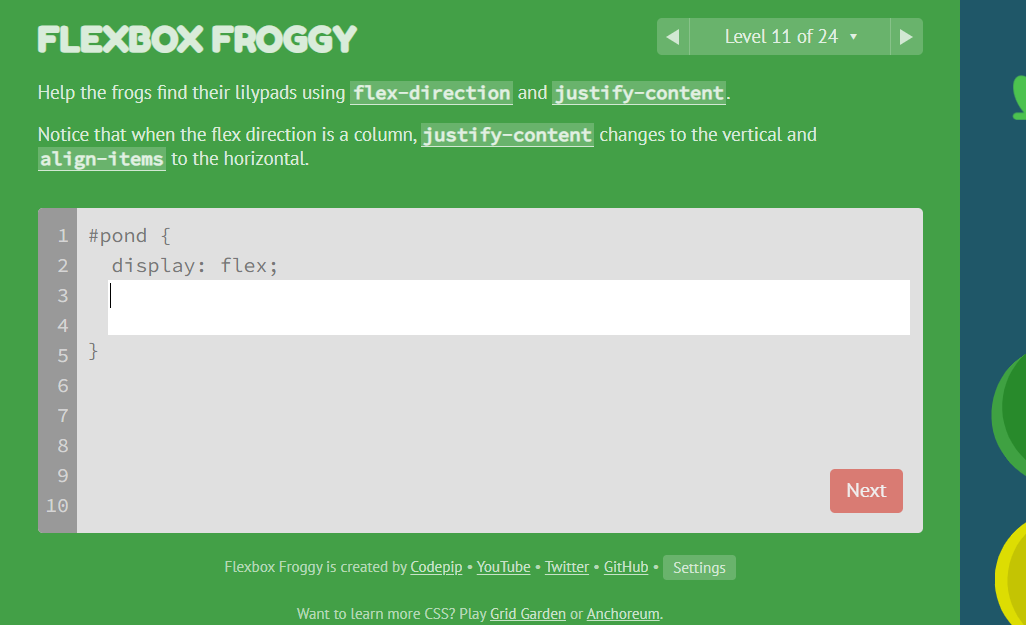 FLEXBOX FROGGY
◀ Level 11 of 24 ▼ ▶
Help the frogs find their lilypads using flex-direction and justify-content.
Notice that when the flex direction is a column, justify-content changes to the vertical and
align-items to the horizontal.
1 #pond {
2 display: flex;
3
4
5 }
6
7
8
9
10
Next
Flexbox Froggy is created by Codepip • YouTube • Twitter • GitHub • Settings
Want to learn more CSS? Play Grid Garden or Anchoreum.